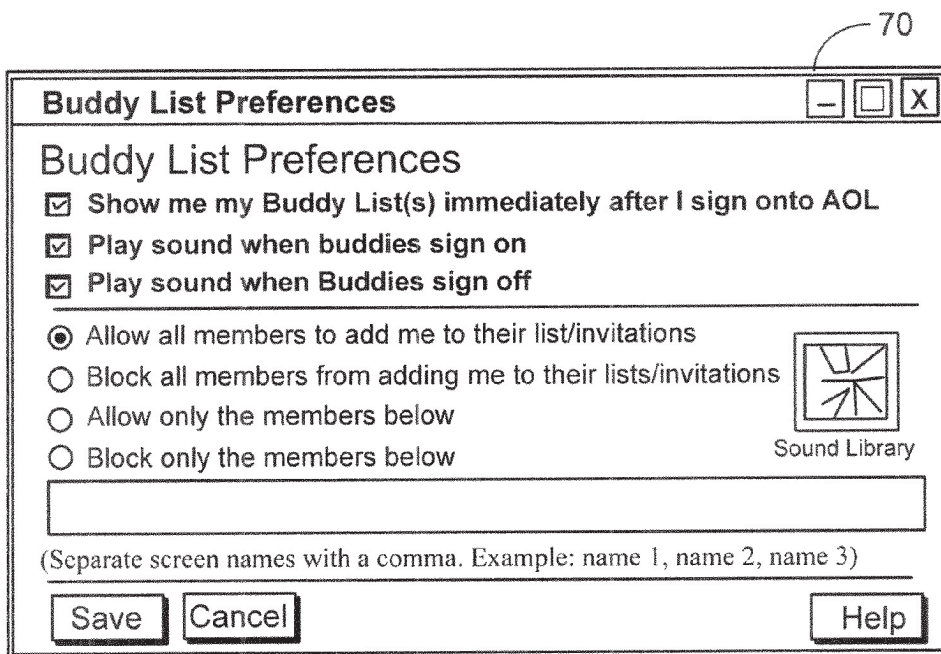 70
Buddy List Preferences
Buddy List Preferences
Show me my Buddy List(s) immediately after I sign onto AOL
Play sound when buddies sign on
Play sound when Buddies sign off
Allow all members to add me to their list/invitations
Block all members from adding me to their lists/invitations
Allow only the members below
Block only the members below
Sound Library
(Separate screen names with a comma. Example: name 1, name 2, name 3)
Save Cancel Help